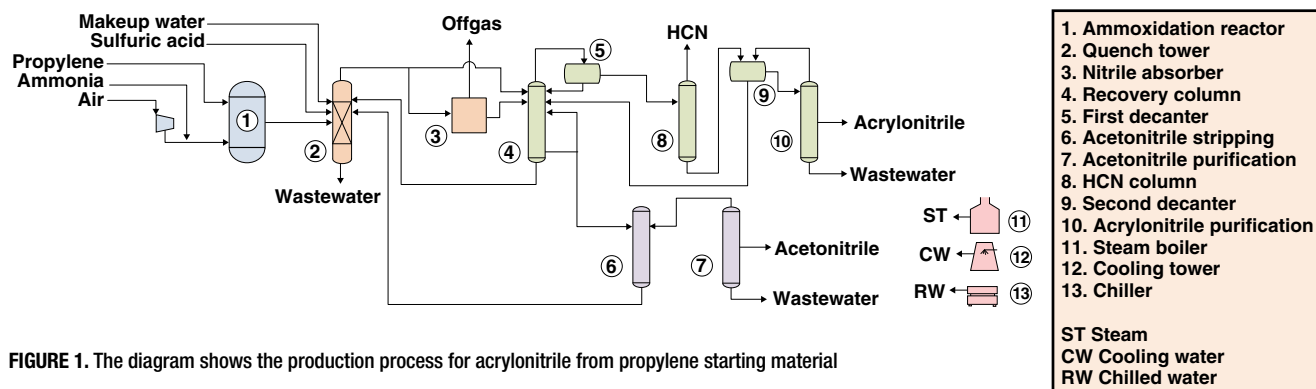 Makeup water
Sulfuric acid
Propylene
Ammonia
Air
Offgas
HCN
1
2
3
4
5
8
9
10
Wastewater
Acrylonitrile
Wastewater
6
7
Acetonitrile
Wastewater
ST
11
CW
12
RW
13
1. Ammoxidation reactor
2. Quench tower
3. Nitrile absorber
4. Recovery column
5. First decanter
6. Acetonitrile stripping
7. Acetonitrile purification
8. HCN column
9. Second decanter
10. Acrylonitrile purification
11. Steam boiler
12. Cooling tower
13. Chiller
ST Steam
CW Cooling water
RW Chilled water
FIGURE 1. The diagram shows the production process for acrylonitrile from propylene starting material